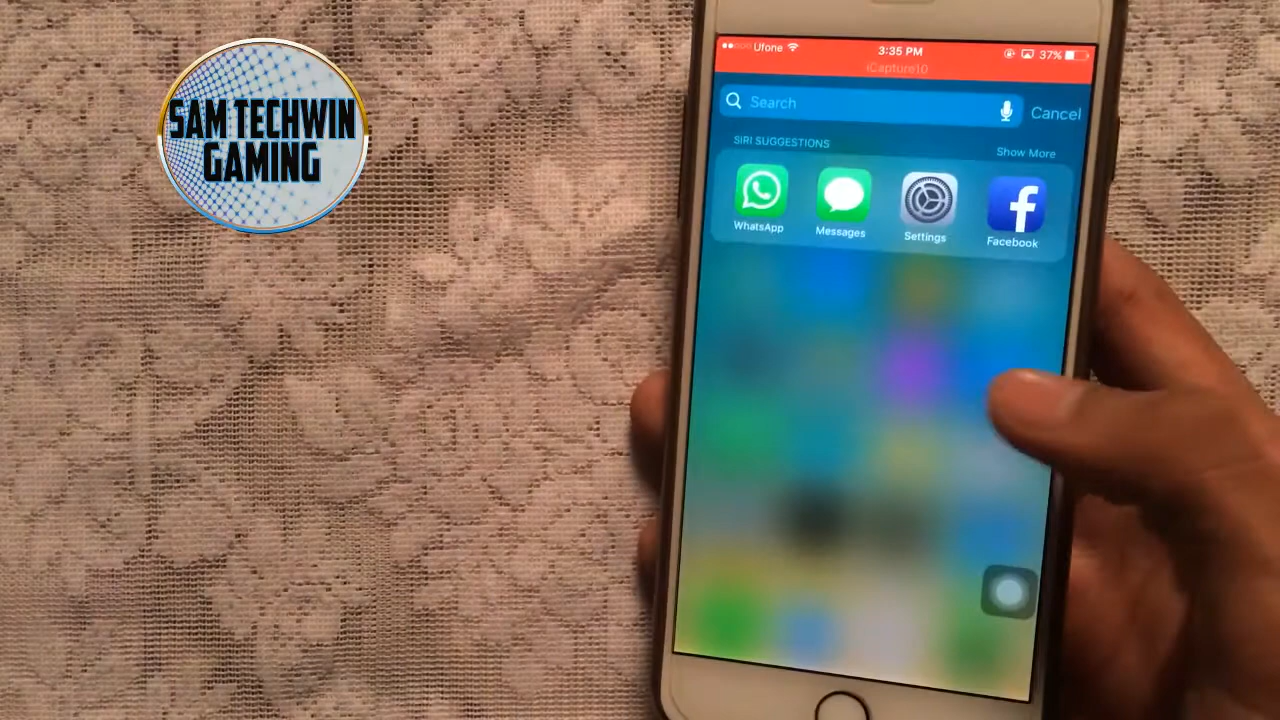 SAM TECHWIN
GAMING
Ufone
3:35 PM
37%
iCapture10
Search
Cancel
SIRI SUGGESTIONS
Show More
WhatsApp
Messages
Settings
Facebook